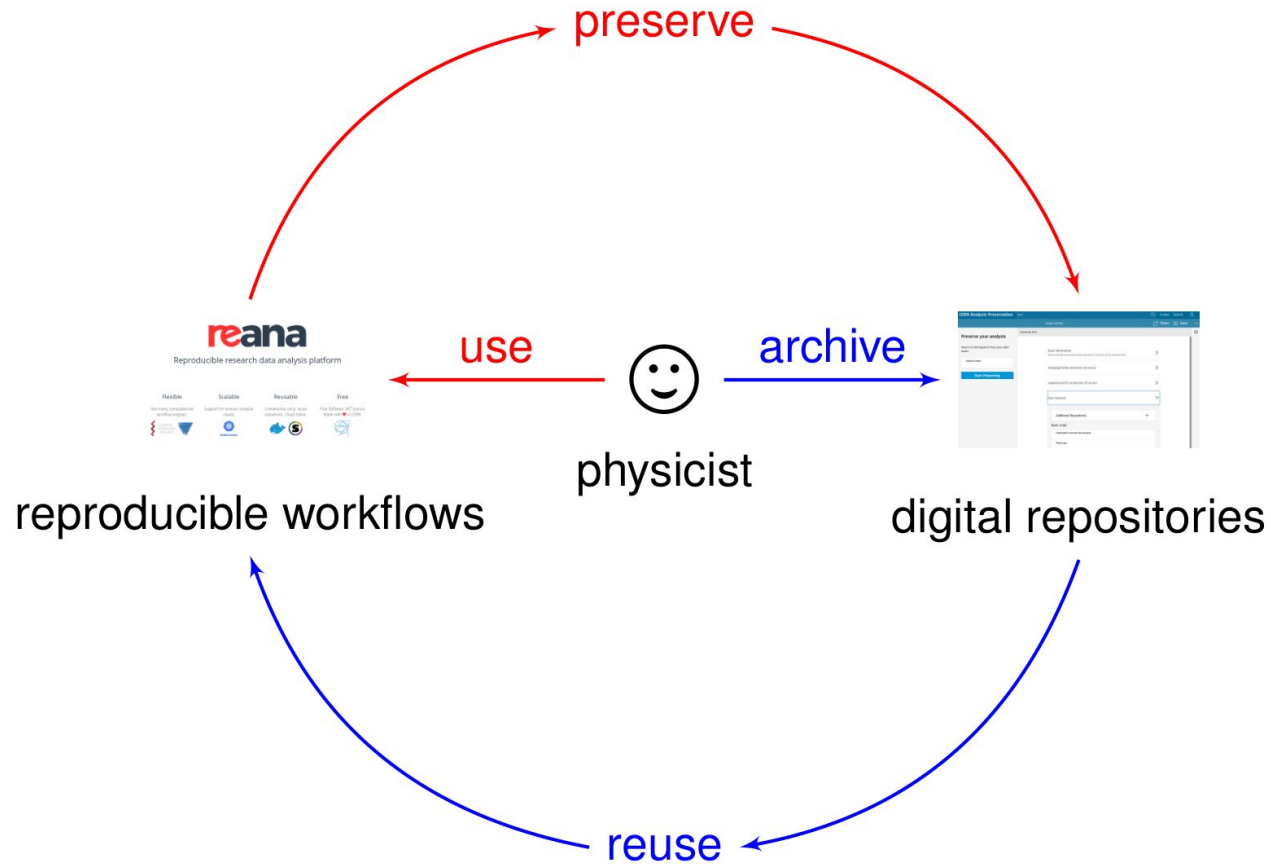 preserve
reana
Reproducible research data analysis platform
Flexible
Scalable
Reusable
Free
use
archive
physicist
CERN Analysis Preservation
Preserve your analysis
Start Preserving
reproducible workflows
digital repositories
reuse